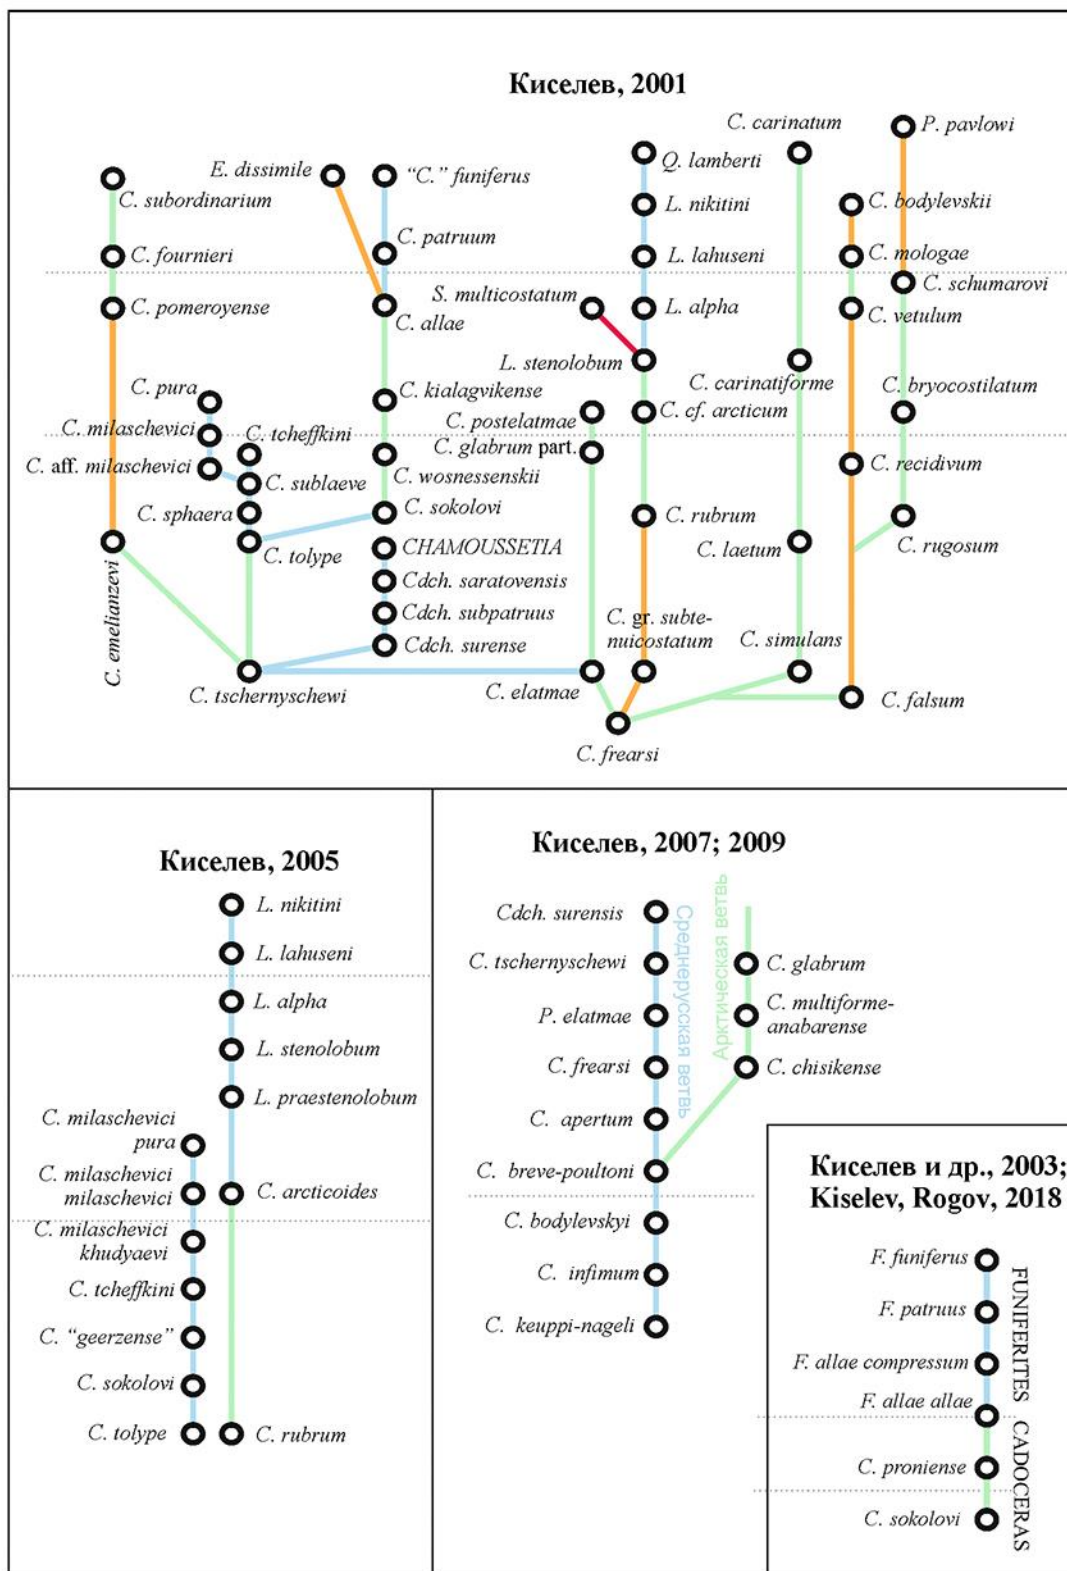 Киселев, 2001
C. carinatum
P. pavlowi
E. dissimile
“C.” funiferus
Q. lamberti
C. subordinarium
L. nikitini
C. bodylevskii
C. patruum
C. fournieri
L. lahuseni
C. mologae
C. schumarovi
S. multicostatum
C. pomeroyense
C. allae
L. alpha
C. vetulum
L. stenolobum
C. pura
C. kialagvikense
C. carinatiforme
C. bryocostilatum
C. postelatmae
C. cf. arcticum
C. milaschevici
C. tcheffkini
C. glabrum part.
C. aff. milaschevici
C. sublaeve
C. wosnessenskii
C. recidivum
C. sphaera
C. sokolovi
C. rubrum
C. tolype
CHAMOUSSETIA
C. laetum
C. rugosum
Cdch. saratovensis
Cdch. subpatruus
C. gr. subte-
nuicostatum
C. simulans
Cdch. surense
C. emelianzevi
C. tschernyschewi
C. elatmae
C. falsum
C. frearsi
Киселев, 2005
L. nikitini
L. lahuseni
L. alpha
L. stenolobum
L. praestenolobum
C. milaschevici
pura
C. milaschevici
milaschevici
C. arcticoides
C. milaschevici
khudyaevi
C. tcheffkini
C. “geerzense”
C. sokolovi
C. tolype
C. rubrum
Киселев, 2007; 2009
Cdch. surensis
Среднерусская ветвь
Арктическая ветвь
C. tschernyschewi
C. glabrum
P. elatmae
C. multiforme-
anabarense
C. frearsi
C. chisikense
C. apertum
C. breve-poultoni
C. bodylevskyi
C. infimum
C. keuppi-nageli
Киселев и др., 2003;
Kiselev, Rogov, 2018
F. funiferus
F. patruus
F. allae compressum
F. allae allae
FUNIFERITES
C. proniense
C. sokolovi
CADOCERAS